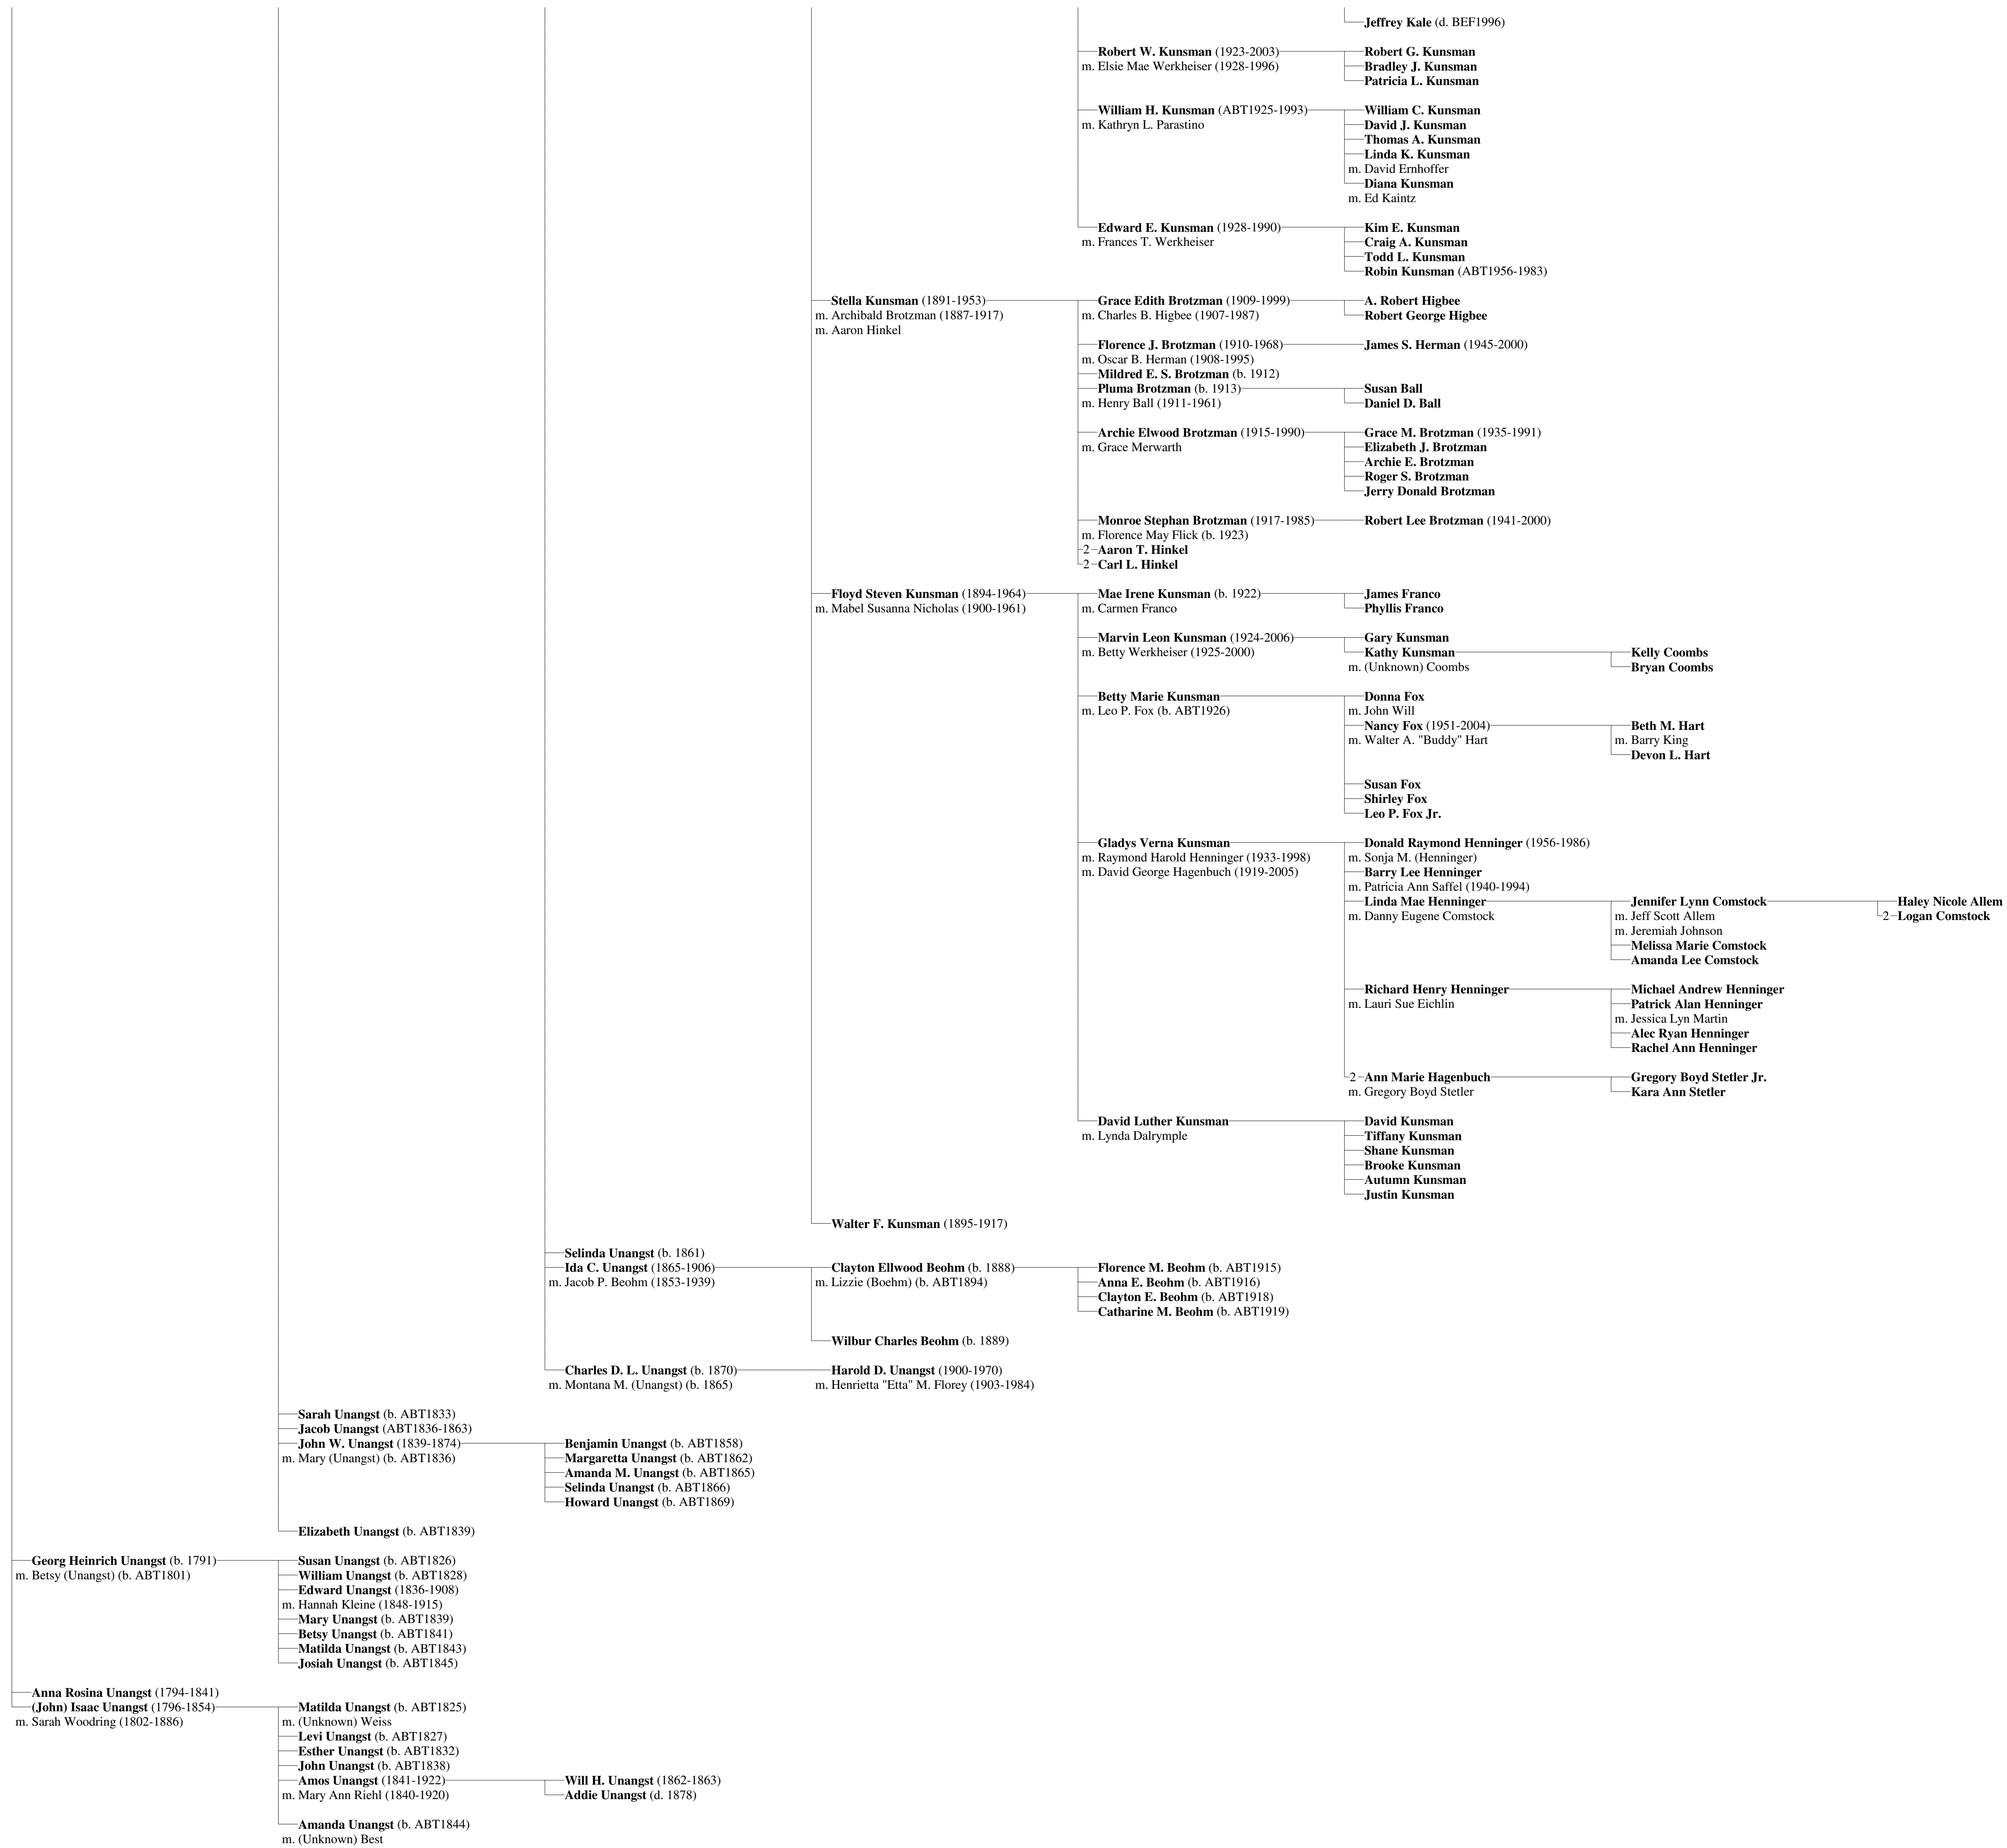 Jeffrey Kale (d. BEF1996)
Robert W. Kunsman (1923-2003) Robert G. Kunsman
m. Elsie Mae Werkheiser (1928-1996) Bradley J. Kunsman
Patricia L. Kunsman
William H. Kunsman (ABT1925-1993) William C. Kunsman
m. Kathryn L. Parastino David J. Kunsman
Thomas A. Kunsman
Linda K. Kunsman
m. David Ernhoffer
Diana Kunsman
m. Ed Kaintz
Edward E. Kunsman (1928-1990) Kim E. Kunsman
m. Frances T. Werkheiser Craig A. Kunsman
Todd L. Kunsman
Robin Kunsman (ABT1956-1983)
Stella Kunsman (1891-1953) Grace Edith Brotzman (1909-1999) A. Robert Higbee
m. Archibald Brotzman (1887-1917) m. Charles B. Higbee (1907-1987) Robert George Higbee
m. Aaron Hinkel
Florence J. Brotzman (1910-1968) James S. Herman (1945-2000)
m. Oscar B. Herman (1908-1995)
Mildred E. S. Brotzman (b. 1912)
Pluma Brotzman (b. 1913) Susan Ball
m. Henry Ball (1911-1961) Daniel D. Ball
Archie Elwood Brotzman (1915-1990) Grace M. Brotzman (1935-1991)
m. Grace Merwarth Elizabeth J. Brotzman
Archie E. Brotzman
Roger S. Brotzman
Jerry Donald Brotzman
Monroe Stephan Brotzman (1917-1985) Robert Lee Brotzman (1941-2000)
m. Florence May Flick (b. 1923)
2 Aaron T. Hinkel
2 Carl L. Hinkel
Floyd Steven Kunsman (1894-1964) Mae Irene Kunsman (b. 1922) James Franco
m. Mabel Susanna Nicholas (1900-1961) m. Carmen Franco Phyllis Franco
Marvin Leon Kunsman (1924-2006) Gary Kunsman
m. Betty Werkheiser (1925-2000) Kathy Kunsman Kelly Coombs
m. (Unknown) Coombs Bryan Coombs
Betty Marie Kunsman Donna Fox
m. Leo P. Fox (b. ABT1926) m. John Will
Nancy Fox (1951-2004) Beth M. Hart
m. Walter A. "Buddy" Hart m. Barry King
Devon L. Hart
Susan Fox
Shirley Fox
Leo P. Fox Jr.
Gladys Verna Kunsman Donald Raymond Henninger (1956-1986)
m. Raymond Harold Henninger (1933-1998) m. Sonja M. (Henninger)
m. David George Hagenbuch (1919-2005) Barry Lee Henninger
m. Patricia Ann Saffel (1940-1994)
Linda Mae Henninger Jennifer Lynn Comstock Haley Nicole Allem
m. Danny Eugene Comstock m. Jeff Scott Allem 2 Logan Comstock
m. Jeremiah Johnson
Melissa Marie Comstock
Amanda Lee Comstock
Richard Henry Henninger Michael Andrew Henninger
m. Lauri Sue Eichlin Patrick Alan Henninger
m. Jessica Lyn Martin
Alec Ryan Henninger
Rachel Ann Henninger
2 Ann Marie Hagenbuch Gregory Boyd Stetler Jr.
m. Gregory Boyd Stetler Kara Ann Stetler
David Luther Kunsman David Kunsman
m. Lynda Dalrymple Tiffany Kunsman
Shane Kunsman
Brooke Kunsman
Autumn Kunsman
Justin Kunsman
Walter F. Kunsman (1895-1917)
Selinda Unangst (b. 1861)
Ida C. Unangst (1865-1906) Clayton Ellwood Beohm (b. 1888) Florence M. Beohm (b. ABT1915)
m. Jacob P. Beohm (1853-1939) m. Lizzie (Boehm) (b. ABT1894) Anna E. Beohm (b. ABT1916)
Clayton E. Beohm (b. ABT1918)
Catharine M. Beohm (b. ABT1919)
Wilbur Charles Beohm (b. 1889)
Charles D. L. Unangst (b. 1870) Harold D. Unangst (1900-1970)
m. Montana M. (Unangst) (b. 1865) m. Henrietta "Etta" M. Florey (1903-1984)
Sarah Unangst (b. ABT1833)
Jacob Unangst (ABT1836-1863)
John W. Unangst (1839-1874) Benjamin Unangst (b. ABT1858)
m. Mary (Unangst) (b. ABT1836) Margaretta Unangst (b. ABT1862)
Amanda M. Unangst (b. ABT1865)
Selinda Unangst (b. ABT1866)
Howard Unangst (b. ABT1869)
Elizabeth Unangst (b. ABT1839)
Georg Heinrich Unangst (b. 1791) Susan Unangst (b. ABT1826)
m. Betsy (Unangst) (b. ABT1801) William Unangst (b. ABT1828)
Edward Unangst (1836-1908)
m. Hannah Kleine (1848-1915)
Mary Unangst (b. ABT1839)
Betsy Unangst (b. ABT1841)
Matilda Unangst (b. ABT1843)
Josiah Unangst (b. ABT1845)
Anna Rosina Unangst (1794-1841)
(John) Isaac Unangst (1796-1854) Matilda Unangst (b. ABT1825)
m. Sarah Woodring (1802-1886) m. (Unknown) Weiss
Levi Unangst (b. ABT1827)
Esther Unangst (b. ABT1832)
John Unangst (b. ABT1838)
Amos Unangst (1841-1922) Will H. Unangst (1862-1863)
m. Mary Ann Riehl (1840-1920) Addie Unangst (d. 1878)
Amanda Unangst (b. ABT1844)
m. (Unknown) Best